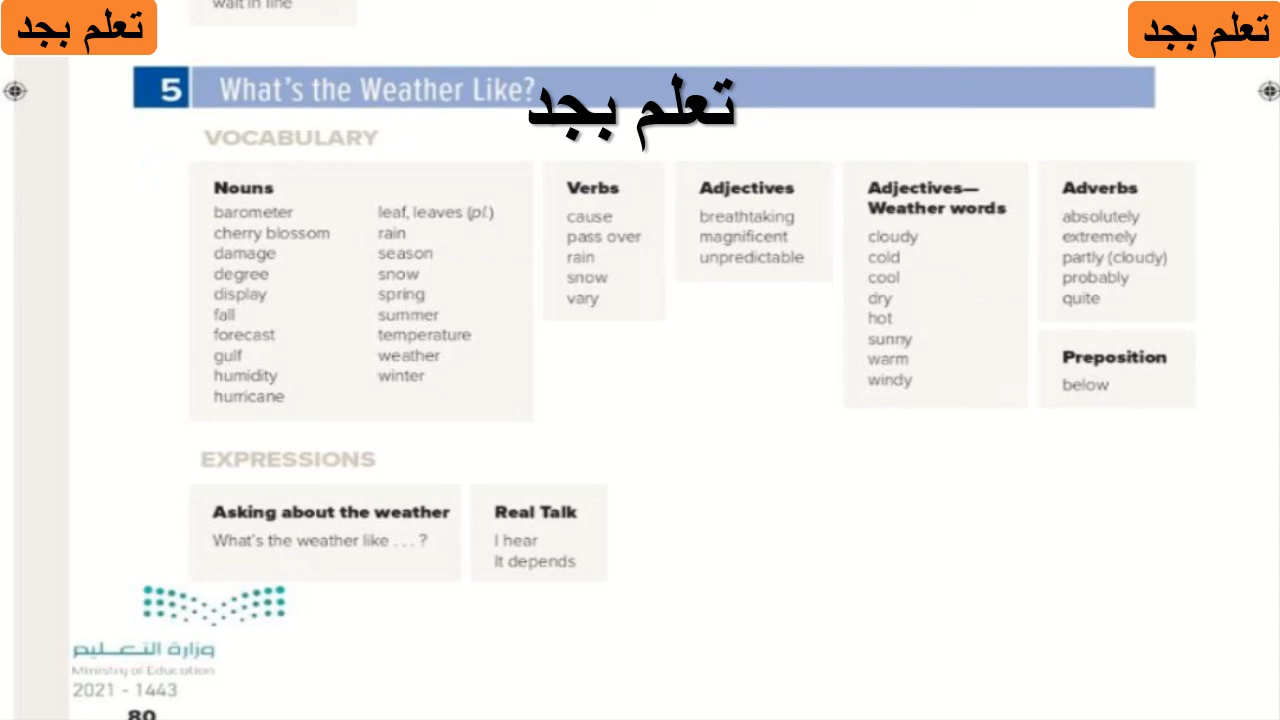 wait in line
تعلم بجد
تعلم بجد
5 What's the Weather Like?
تعلم بجد
VOCABULARY
Nouns
barometer
cherry blossom
damage
degree
display
fall
forecast
gulf
humidity
hurricane
leaf, leaves (pl.)
rain
season
snow
spring
summer
temperature
weather
winter
Verbs
cause
pass over
rain
snow
vary
Adjectives
breathtaking
magnificent
unpredictable
Adjectives—
Weather words
cloudy
cold
cool
dry
hot
sunny
warm
windy
Adverbs
absolutely
extremely
partly (cloudy)
probably
quite
Preposition
below
EXPRESSIONS
Asking about the weather
What's the weather like . . . ?
Real Talk
I hear
It depends
وزارة التعليم
Ministry of Education
2021 - 1443
80